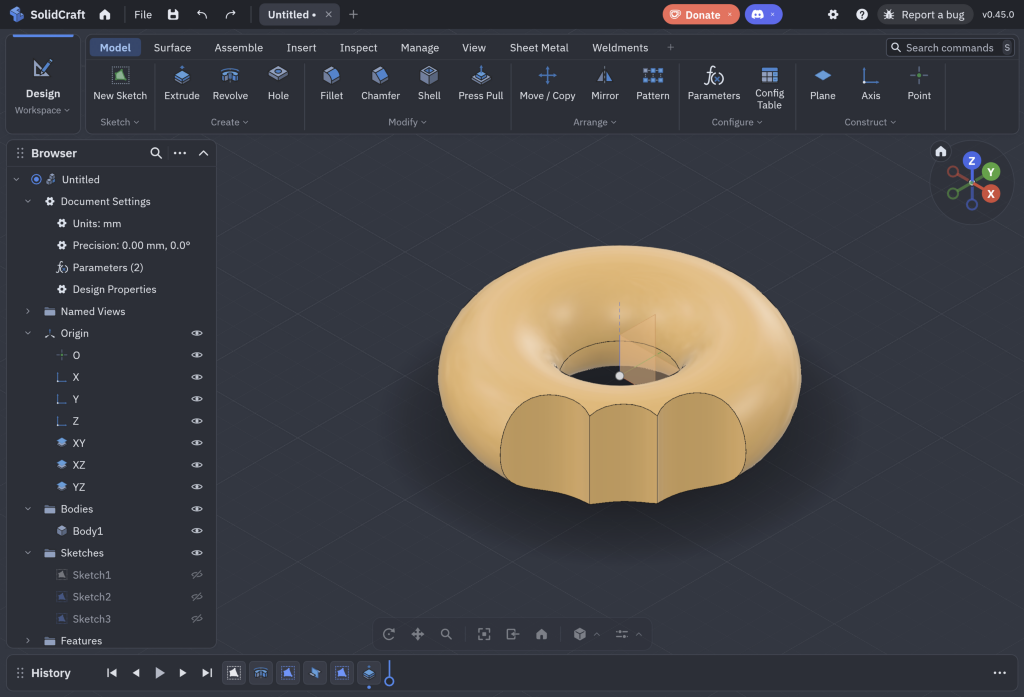 SolidCraft
File
Untitled •
Donate
Report a bug
v0.45.0
Design
Workspace
Model
Surface
Assemble
Insert
Inspect
Manage
View
Sheet Metal
Weldments
Search commands
S
New Sketch
Extrude
Revolve
Hole
Fillet
Chamfer
Shell
Press Pull
Move / Copy
Mirror
Pattern
Parameters
Config
Table
Plane
Axis
Point
Sketch
Create
Modify
Arrange
Configure
Construct
Browser
Untitled
Document Settings
Units: mm
Precision: 0.00 mm, 0.0°
Parameters (2)
Design Properties
Named Views
Origin
O
X
Y
Z
XY
XZ
YZ
Bodies
Body1
Sketches
Sketch1
Sketch2
Sketch3
Features
Z
Y
X
History